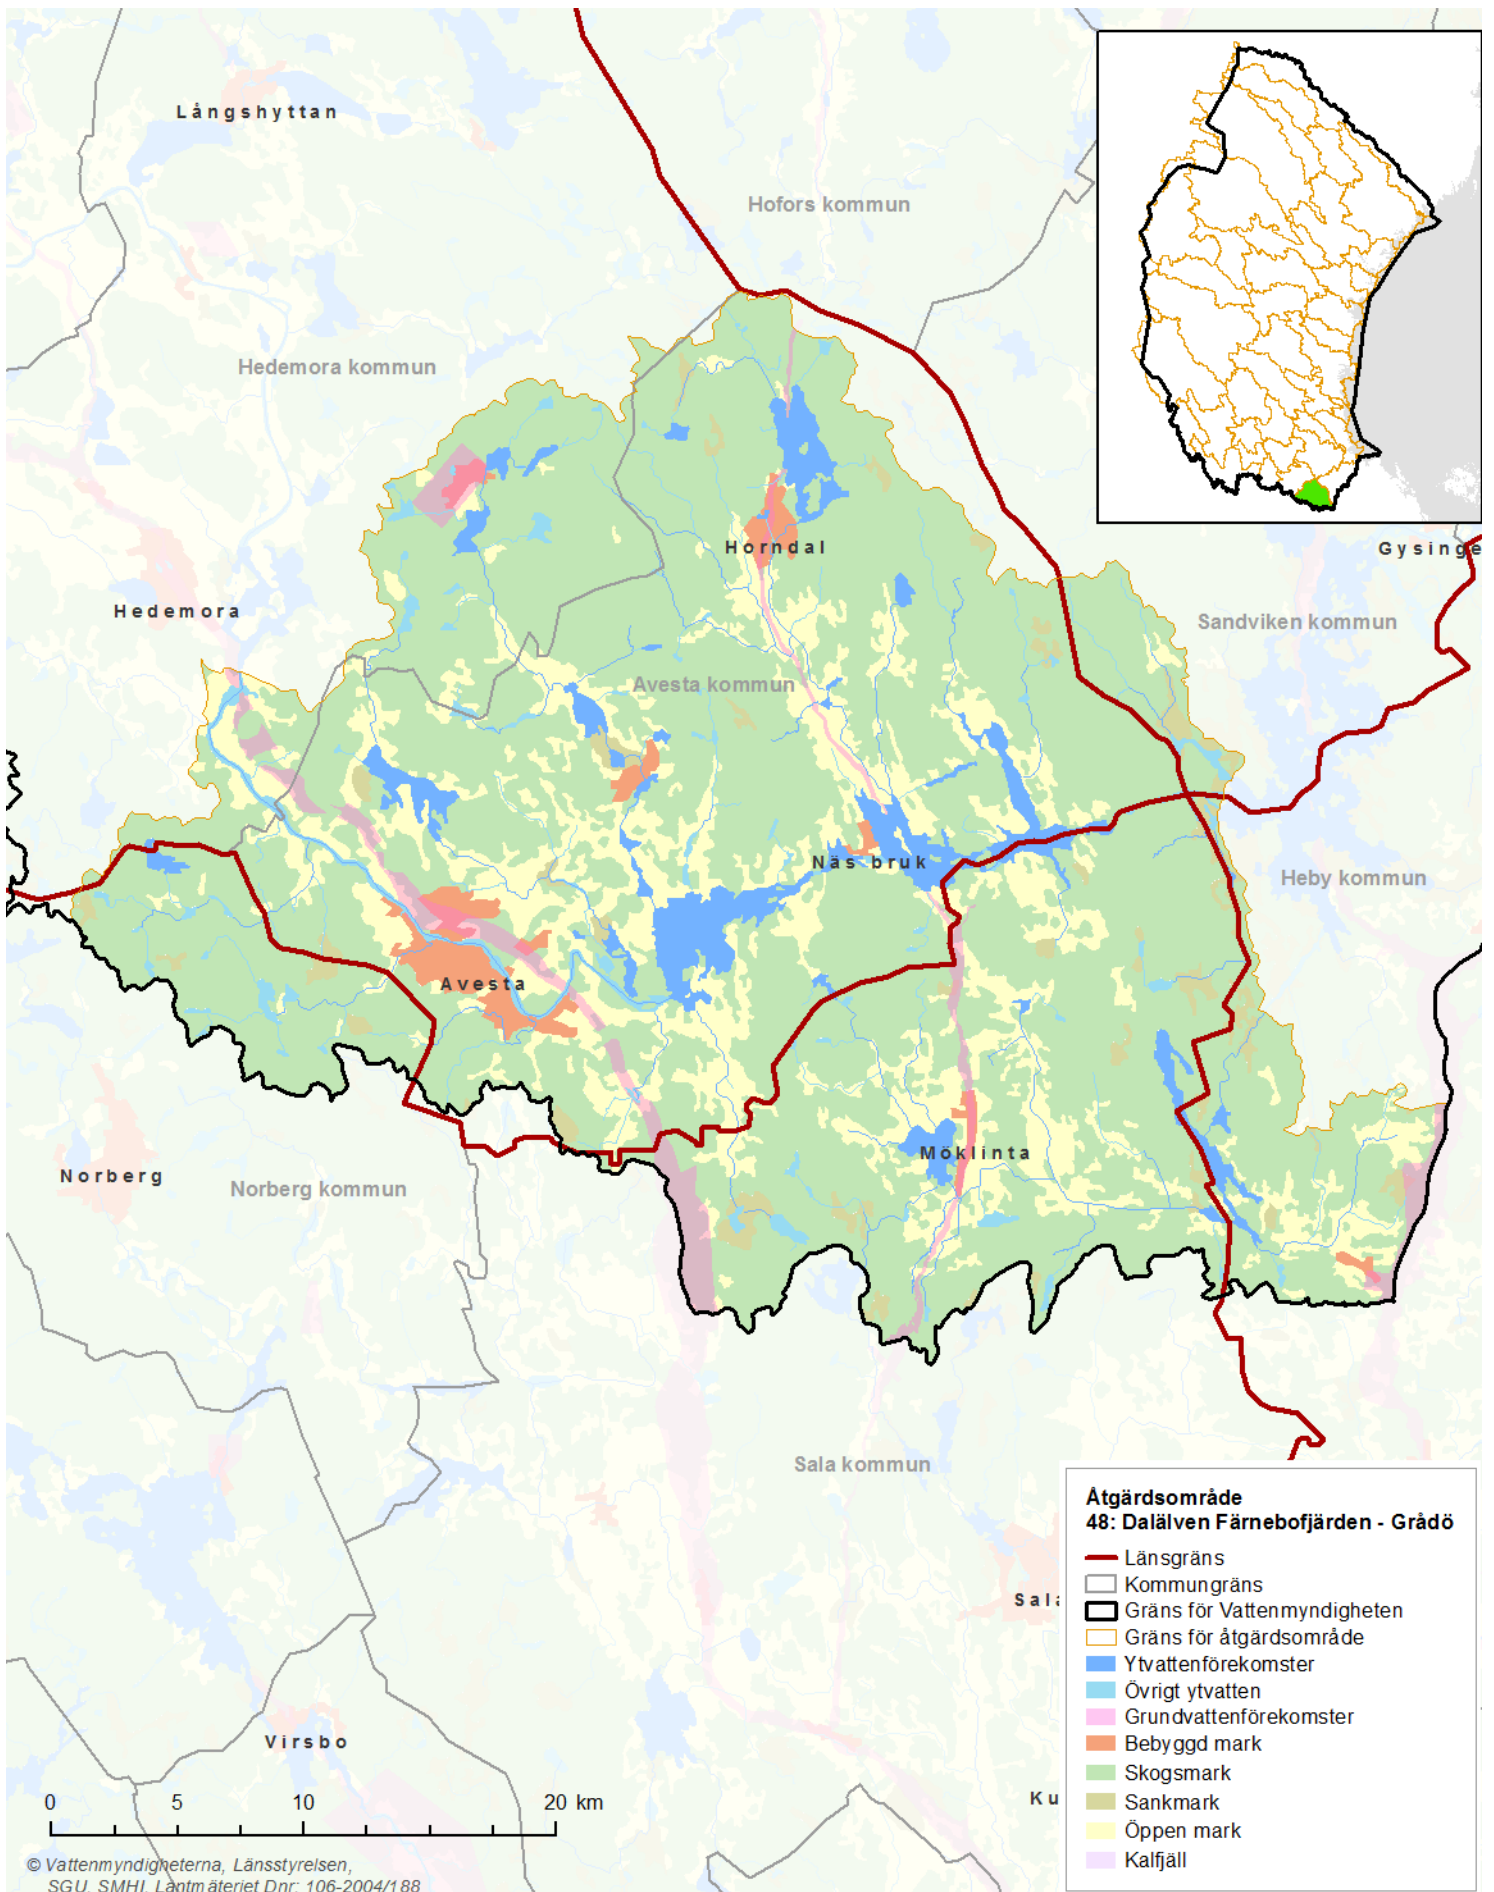 Långshyttan
Hofors kommun
Hedemora kommun
Horndal
Gysinge
Hedemora
Sandviken kommun
Avesta kommun
Näs bruk
Heby kommun
Avesta
Möklinta
Norberg
Norberg kommun
Sala kommun
Åtgärdsområde
48: Dalälven Färnebofjärden - Grådö
Länsgräns
Kommungräns
Gräns för Vattenmyndigheten
Gräns för åtgärdsområde
Ytvattenförekomster
Övrigt ytvatten
Grundvattenförekomster
Bebyggd mark
Skogsmark
Sankmark
Öppen mark
Kalfjäll
Sala
Virsbo
Ku
0 5 10 20 km
© Vattenmyndigheterna, Länsstyrelsen,
SGU, SMHI, Lantmäteriet Dnr: 106-2004/188